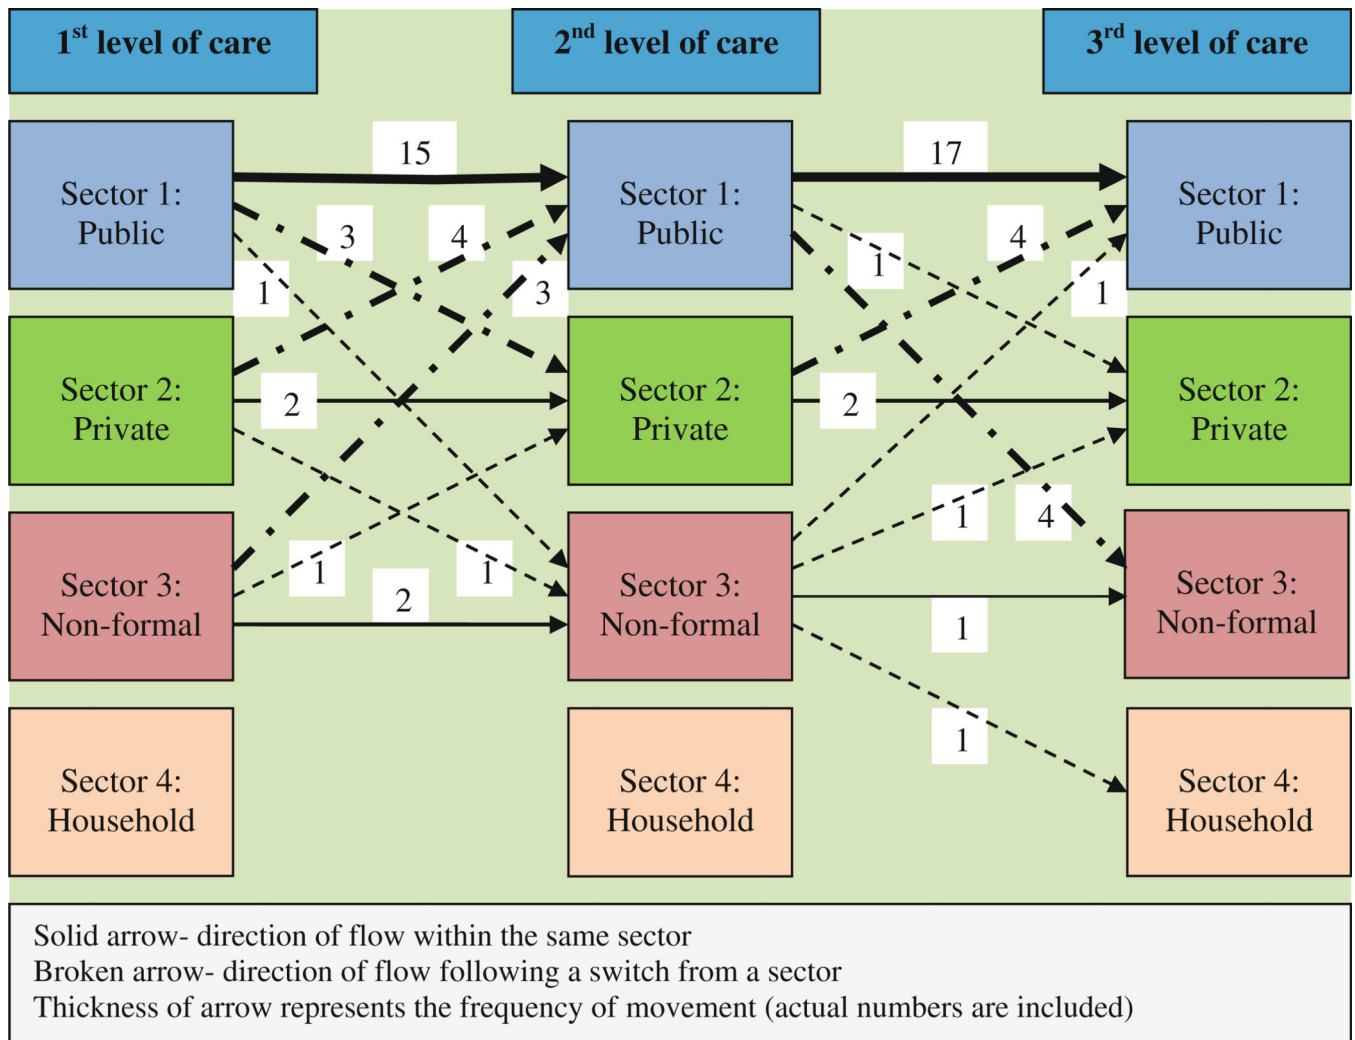 1st level of care
2nd level of care
3rd level of care
15
17
Sector 1:
Public
Sector 1:
Public
Sector 1:
Public
3
4
4
1
1
3
1
Sector 2:
Private
Sector 2:
Private
Sector 2:
Private
2
2
1
4
1
1
2
Sector 3:
Non-formal
Sector 3:
Non-formal
Sector 3:
Non-formal
1
1
Sector 4:
Household
Sector 4:
Household
Sector 4:
Household
Solid arrow- direction of flow within the same sector
Broken arrow- direction of flow following a switch from a sector
Thickness of arrow represents the frequency of movement (actual numbers are included)